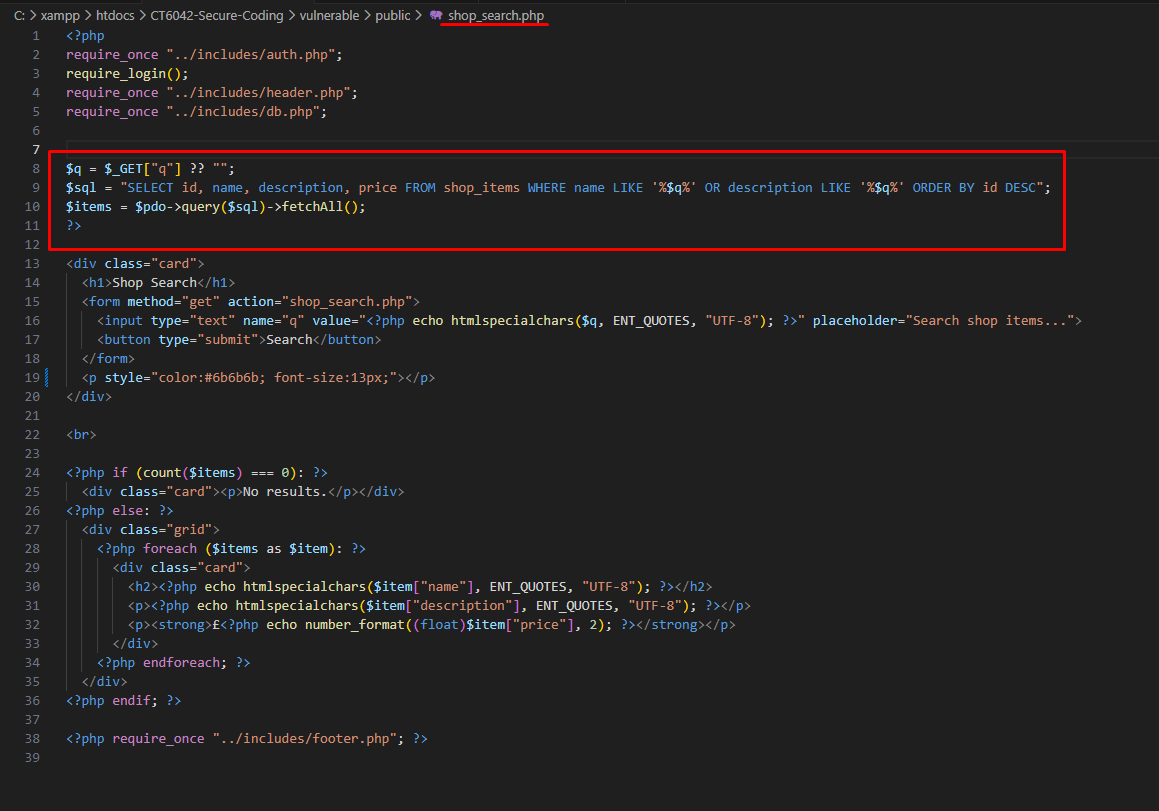 C: > xampp > htdocs > CT6042-Secure-Coding > vulnerable > public > shop_search.php
1 <?php
2 require_once "../includes/auth.php";
3 require_login();
4 require_once "../includes/header.php";
5 require_once "../includes/db.php";
6
7
8 $q = $_GET["q"] ?? "";
9 $sql = "SELECT id, name, description, price FROM shop_items WHERE name LIKE '%$q%' OR description LIKE '%$q%' ORDER BY id DESC";
10 $items = $pdo->query($sql)->fetchAll();
11 ?>
12
13 <div class="card">
14   <h1>Shop Search</h1>
15   <form method="get" action="shop_search.php">
16     <input type="text" name="q" value="<?php echo htmlspecialchars($q, ENT_QUOTES, "UTF-8"); ?>" placeholder="Search shop items...">
17     <button type="submit">Search</button>
18   </form>
19   <p style="color:#6b6b6b; font-size:13px;"></p>
20 </div>
21
22 <br>
23
24 <?php if (count($items) === 0): ?>
25   <div class="card"><p>No results.</p></div>
26 <?php else: ?>
27   <div class="grid">
28     <?php foreach ($items as $item): ?>
29       <div class="card">
30         <h2><?php echo htmlspecialchars($item["name"], ENT_QUOTES, "UTF-8"); ?></h2>
31         <p><?php echo htmlspecialchars($item["description"], ENT_QUOTES, "UTF-8"); ?></p>
32         <p><strong>£<?php echo number_format((float)$item["price"], 2); ?></strong></p>
33       </div>
34     <?php endforeach; ?>
35   </div>
36 <?php endif; ?>
37
38 <?php require_once "../includes/footer.php"; ?>
39